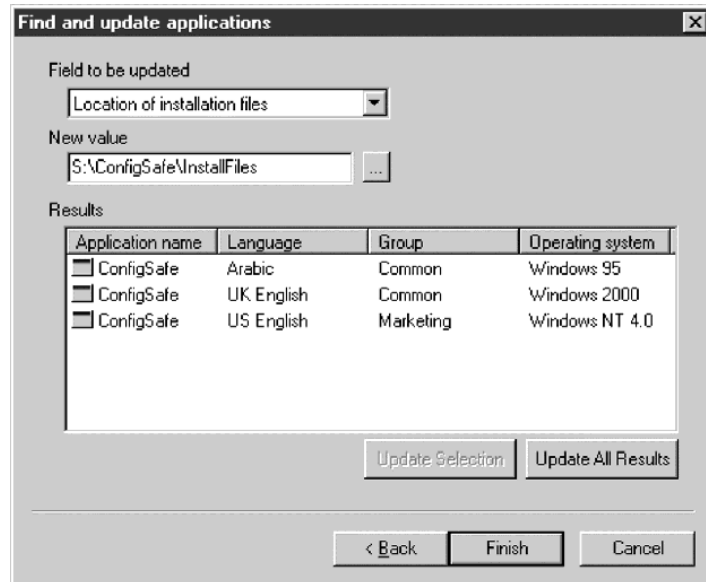 Find and update applications
Field to be updated
Location of installation files
New value
S:\ConfigSafe\InstallFiles ...
Results
Application name Language Group Operating system
ConfigSafe Arabic Common Windows 95
ConfigSafe UK English Common Windows 2000
ConfigSafe US English Marketing Windows NT 4.0
Update Selection Update All Results
< Back Finish Cancel